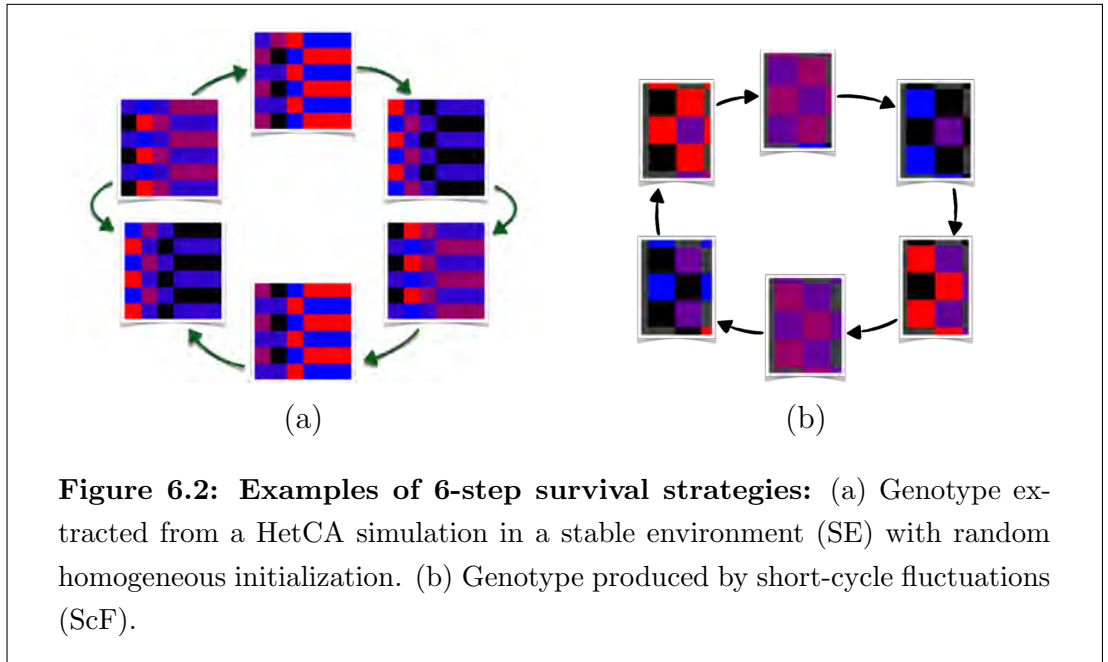 (a)
(b)
Figure 6.2: Examples of 6-step survival strategies: (a) Genotype ex-
tracted from a HetCA simulation in a stable environment (SE) with random
homogeneous initialization. (b) Genotype produced by short-cycle fluctuations
(ScF).